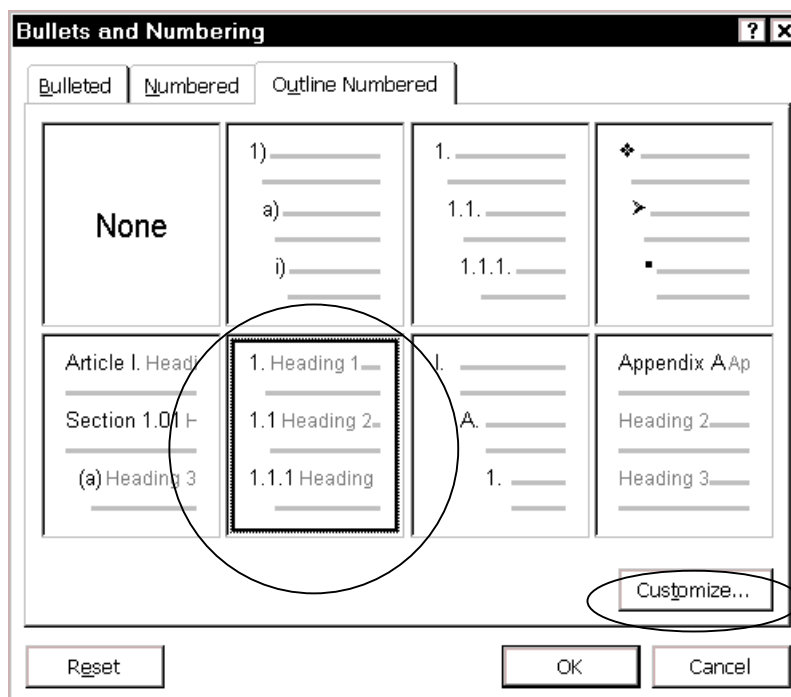 Bullets and Numbering
Bulleted Numbered Outline Numbered
None
1)
a)
i)
1.
1.1.
1.1.1.
Article I. Headi
Section 1.01 H
(a) Heading 3
1. Heading 1
1.1 Heading 2
1.1.1 Heading
I.
A.
1.
Appendix A Ap
Heading 2
Heading 3
Customize...
Reset OK Cancel